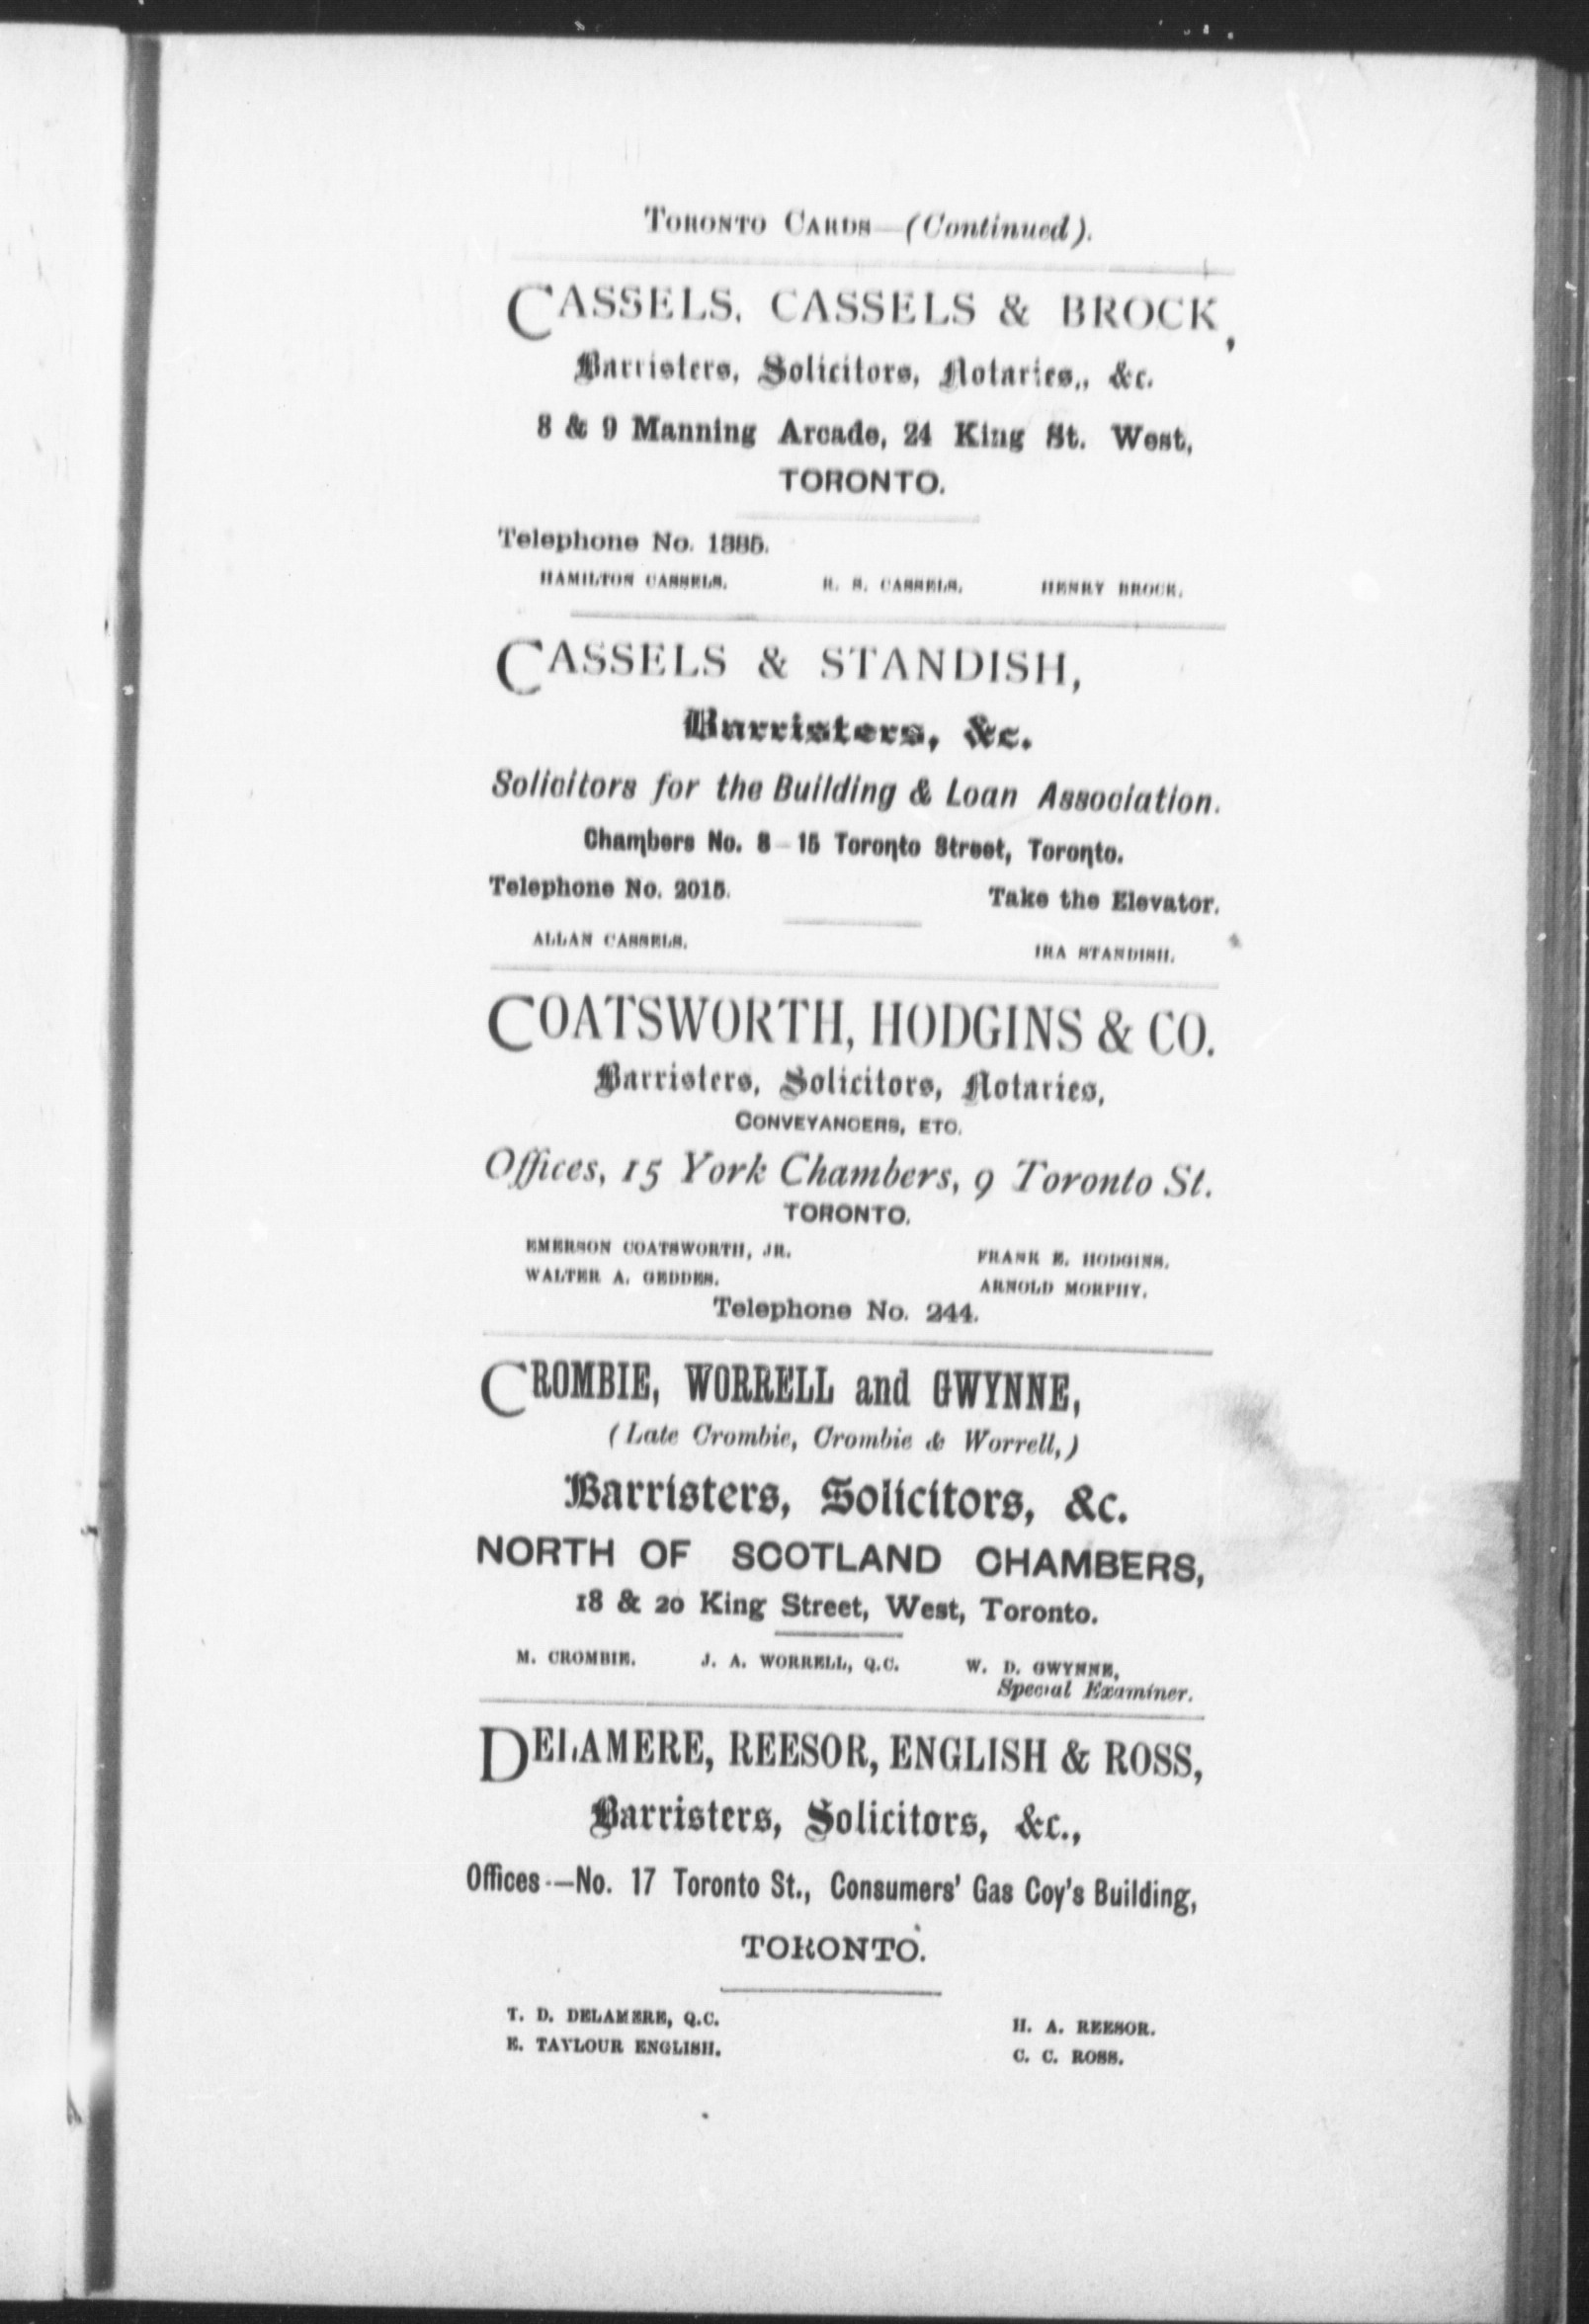 TORONTO CARDS—(Continued).
CASSELS, CASSELS & BROCK,
Barristers, Solicitors, Notaries,, &c.
8 & 9 Manning Arcade, 24 King St. West,
TORONTO.
Telephone No. 1885.
HAMILTON CASSELS. R. S. CASSELS. HENRY BROCK.
CASSELS & STANDISH,
Barristers, &c.
Solicitors for the Building & Loan Association.
Chambers No. 8—15 Toronto Street, Toronto.
Telephone No. 2015. Take the Elevator.
ALLAN CASSELS. IRA STANDISH.
COATSWORTH, HODGINS & CO.
Barristers, Solicitors, Notaries,
CONVEYANCERS, ETC.
Offices, 15 York Chambers, 9 Toronto St.
TORONTO.
EMERSON COATSWORTH, JR. FRANK E. HODGINS.
WALTER A. GEDDES. ARNOLD MORPHY.
Telephone No. 244.
CROMBIE, WORRELL and GWYNNE,
(Late Crombie, Crombie & Worrell,)
Barristers, Solicitors, &c.
NORTH OF SCOTLAND CHAMBERS,
18 & 20 King Street, West, Toronto.
M. CROMBIE. J. A. WORRELL, Q.C. W. D. GWYNNE,
Special Examiner.
DELAMERE, REESOR, ENGLISH & ROSS,
Barristers, Solicitors, &c.,
Offices—No. 17 Toronto St., Consumers' Gas Coy's Building,
TORONTO.
T. D. DELAMERE, Q.C. H. A. REESOR.
E. TAYLOUR ENGLISH. C. C. ROSS.